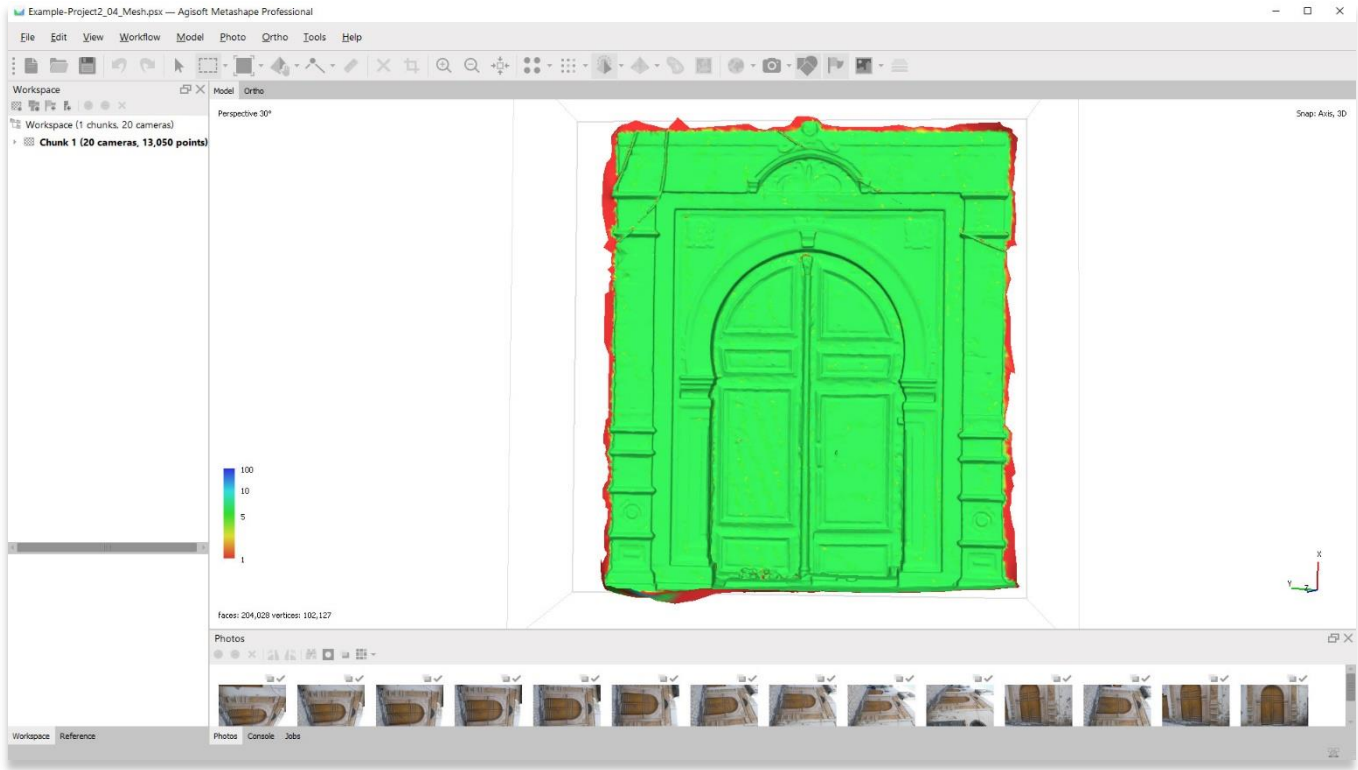 Example-Project2_04_Mesh.psx — Agisoft Metashape Professional
File Edit View Workflow Model Photo Ortho Tools Help
Workspace
Workspace (1 chunks, 20 cameras)
Chunk 1 (20 cameras, 13,050 points)
Model Ortho
Perspective 30°
Snap: Axis, 3D
100
10
5
1
X
Y
Z
Faces: 204,028 vertices: 102,127
Photos
Workspace Reference
Photos Console Jobs